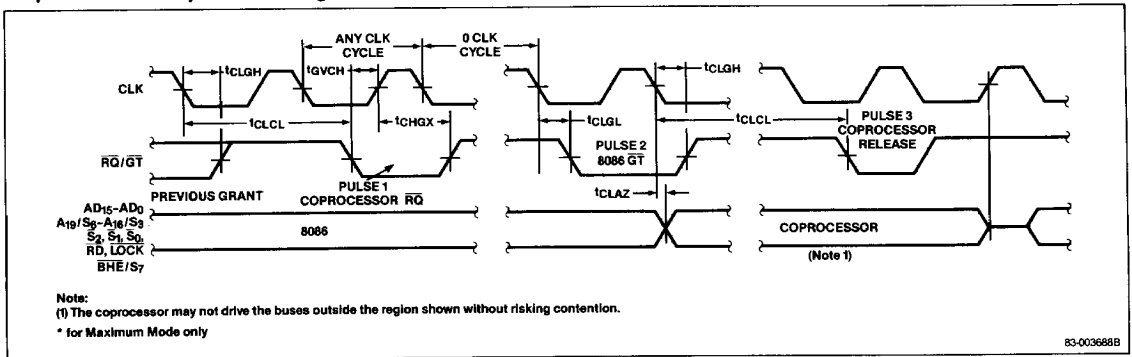 ANY CLK
CYCLE
0 CLK
CYCLE
tCLGH
tGVCH
tCLGH
CLK
tCLCL
tCHGX
tCLGL
tCLCL
PULSE 3
COPROCESSOR
RELEASE
RQ/GT
PULSE 2
8086 GT
PREVIOUS GRANT
PULSE 1
COPROCESSOR RQ
tCLAZ
AD15-AD0
A19/S6-A16/S3
S2, S1, S0,
RD, LOCK
BHE/S7
8086
COPROCESSOR
(Note 1)
Note:
(1) The coprocessor may not drive the buses outside the region shown without risking contention.
* for Maximum Mode only
83-003688B